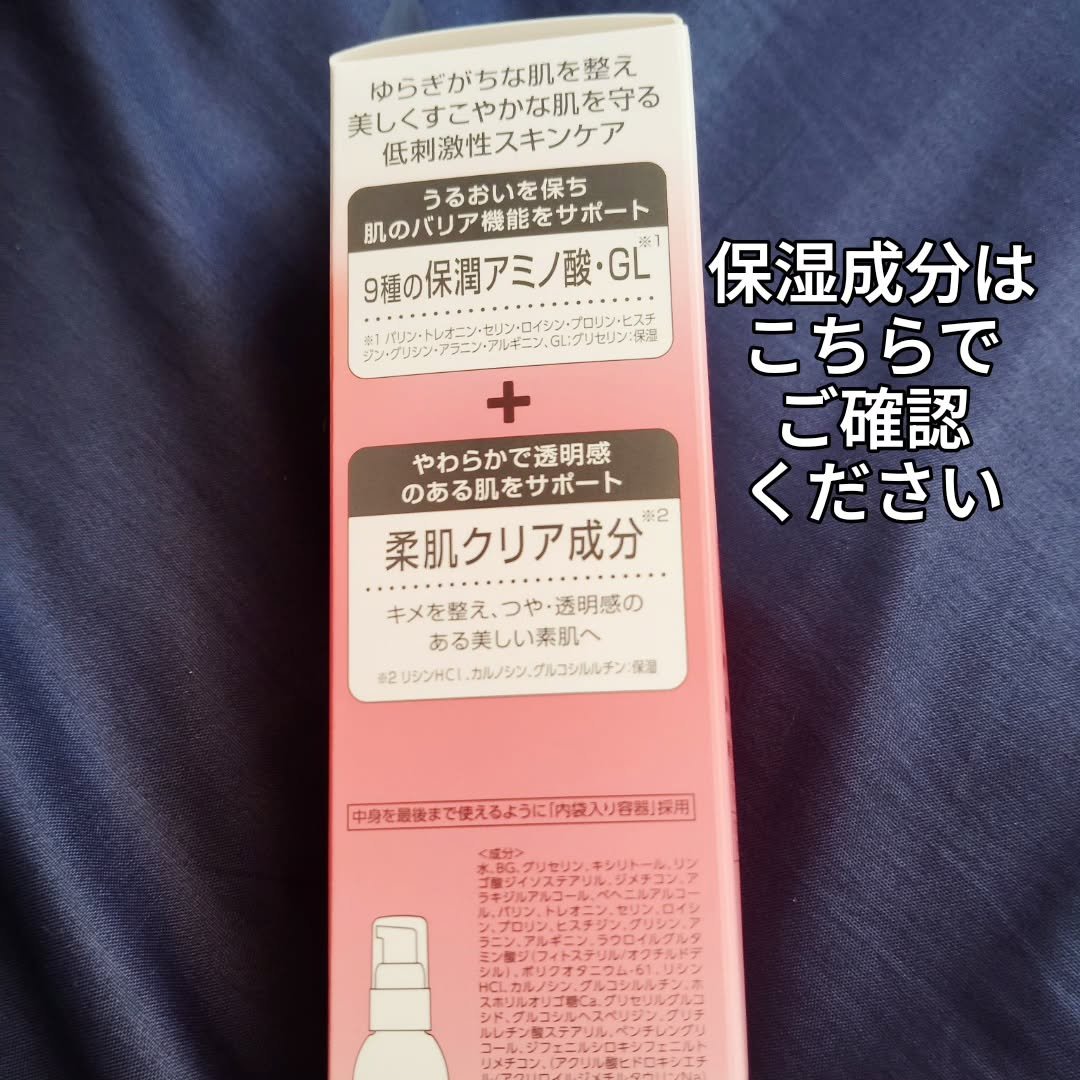 ゆらぎがちな肌を整え
美しくすこやかな肌を守る
低刺激性スキンケア
うるおいを保ち
肌のバリア機能をサポート
9種の保潤アミノ酸・GL※1
※1 バリン・トレオニン・セリン・ロイシン・プロリン・ヒスチ
ジン・グリシン・アラニン・アルギニン、GL:グリセリン:保湿
+
やわらかで透明感
のある肌をサポート
柔肌クリア成分※2
キメを整え、つや・透明感の
ある美しい素肌へ
※2 リシンHCl、カルノシン、グルコシルルチン:保湿
保湿成分は
こちらで
ご確認
ください
中身を最後まで使えるように「内袋入り容器」採用
<成分>
水、BG、グリセリン、キシリトール、リン
ゴ酸ジイソステアリル、ジメチコン、ア
ラキジルアルコール、ベヘニルアルコー
ル、バリン、トレオニン、セリン、ロイシ
ン、プロリン、ヒスチジン、グリシン、ア
ラニン、アルギニン、ラウロイルグルタ
ミン酸ジ(フィトステリル/オクチルドデ
シル)、ポリクオタニウム-61、リシン
HCl、カルノシン、グルコシルルチン、ホ
スホリルオリゴ糖Ca、グリセリルグルコ
シド、グルコシルヘスペリジン、グリチ
ルレチン酸ステアリル、ペンチレングリ
コール、ジフェニルシロキシフェニルト
リメチコン、(アクリル酸ヒドロキシエチ
ル/アクリロイルジメチルタウリンNa)